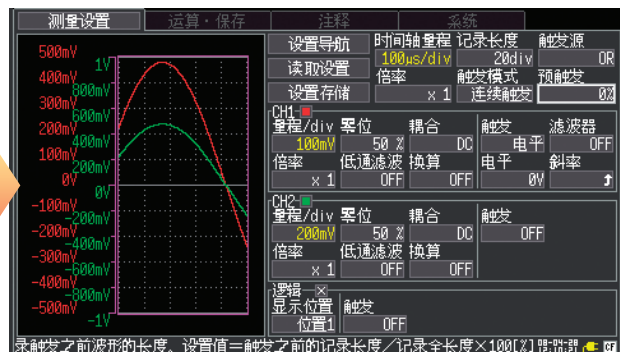 测量设置 运算·保存 注释 系统
500mV
1V
400mV
800mV
300mV
600mV
200mV
400mV
100mV
200mV
0V
0V
-100mV
-200mV
-200mV
-400mV
-300mV
-600mV
-400mV
-800mV
-500mV
-1V
设置导航 时间轴量程 记录长度 触发源
100μs/div 20div OR
读取设置 倍率 触发模式 预触发
设置存储 ×1 连续触发 0%
CH1-
量程/div 零位 耦合 触发 滤波器
100mV 50 % DC 电平 OFF
倍率 低通滤波 换算 电平 斜率
×1 OFF OFF 0V
CH2-
量程/div 零位 耦合 触发
200mV 50 % DC OFF
倍率 低通滤波 换算
×1 OFF OFF
逻辑
显示位置 触发
位置1 OFF
录触发之前波形的长度。设置值=触发之前的记录长度/记录全长度×100[%]
CF